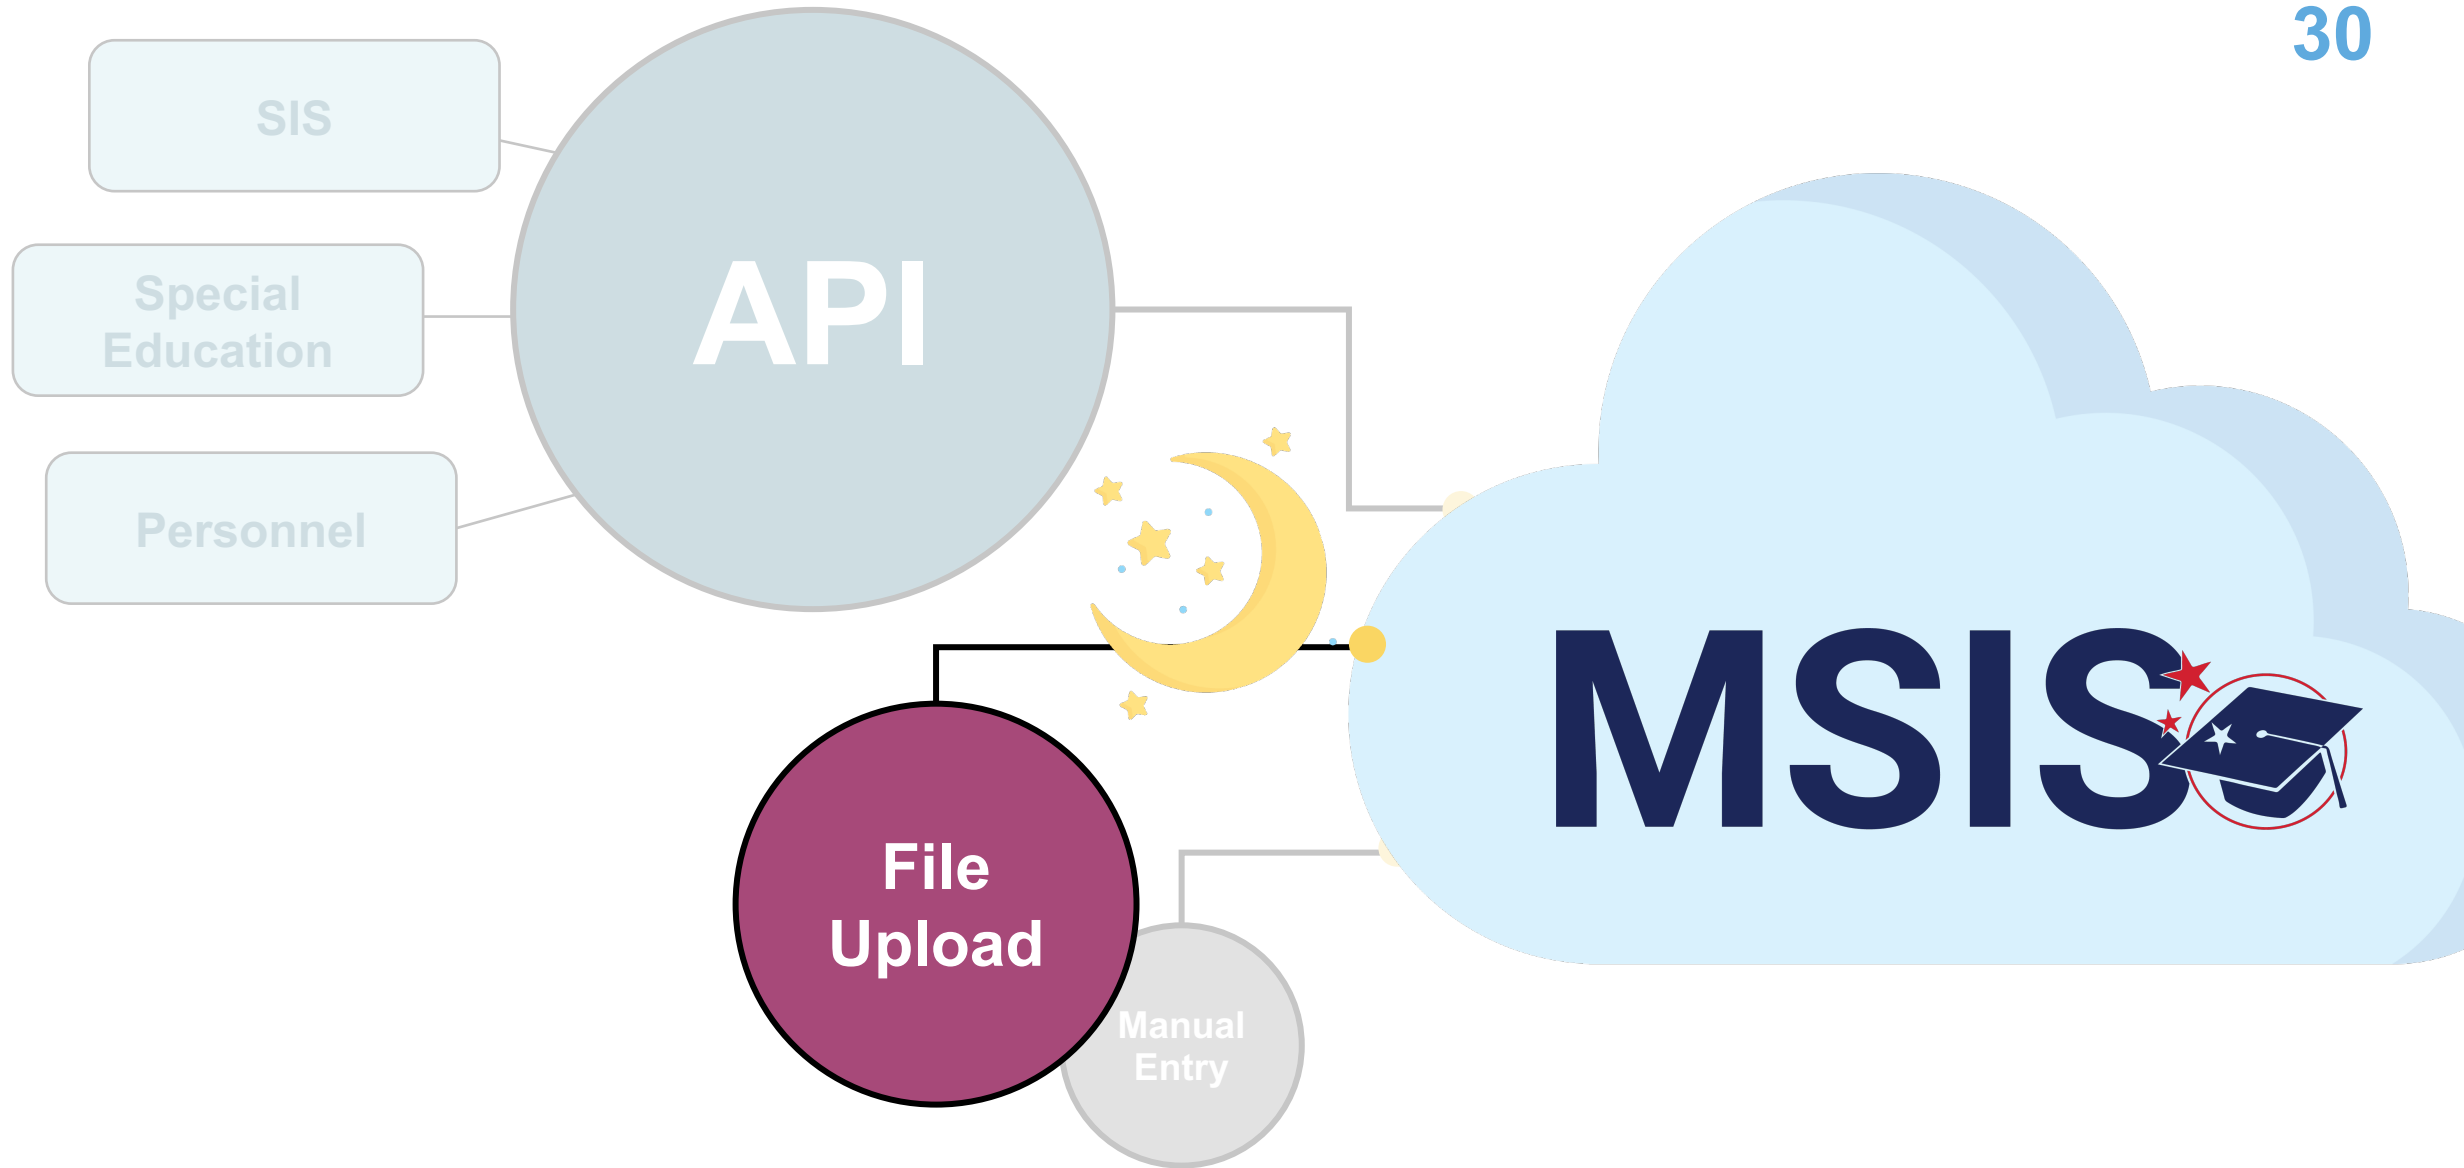 30
SIS
API
Special
Education
Personnel
MSIS
File
Upload
Manual
Entry